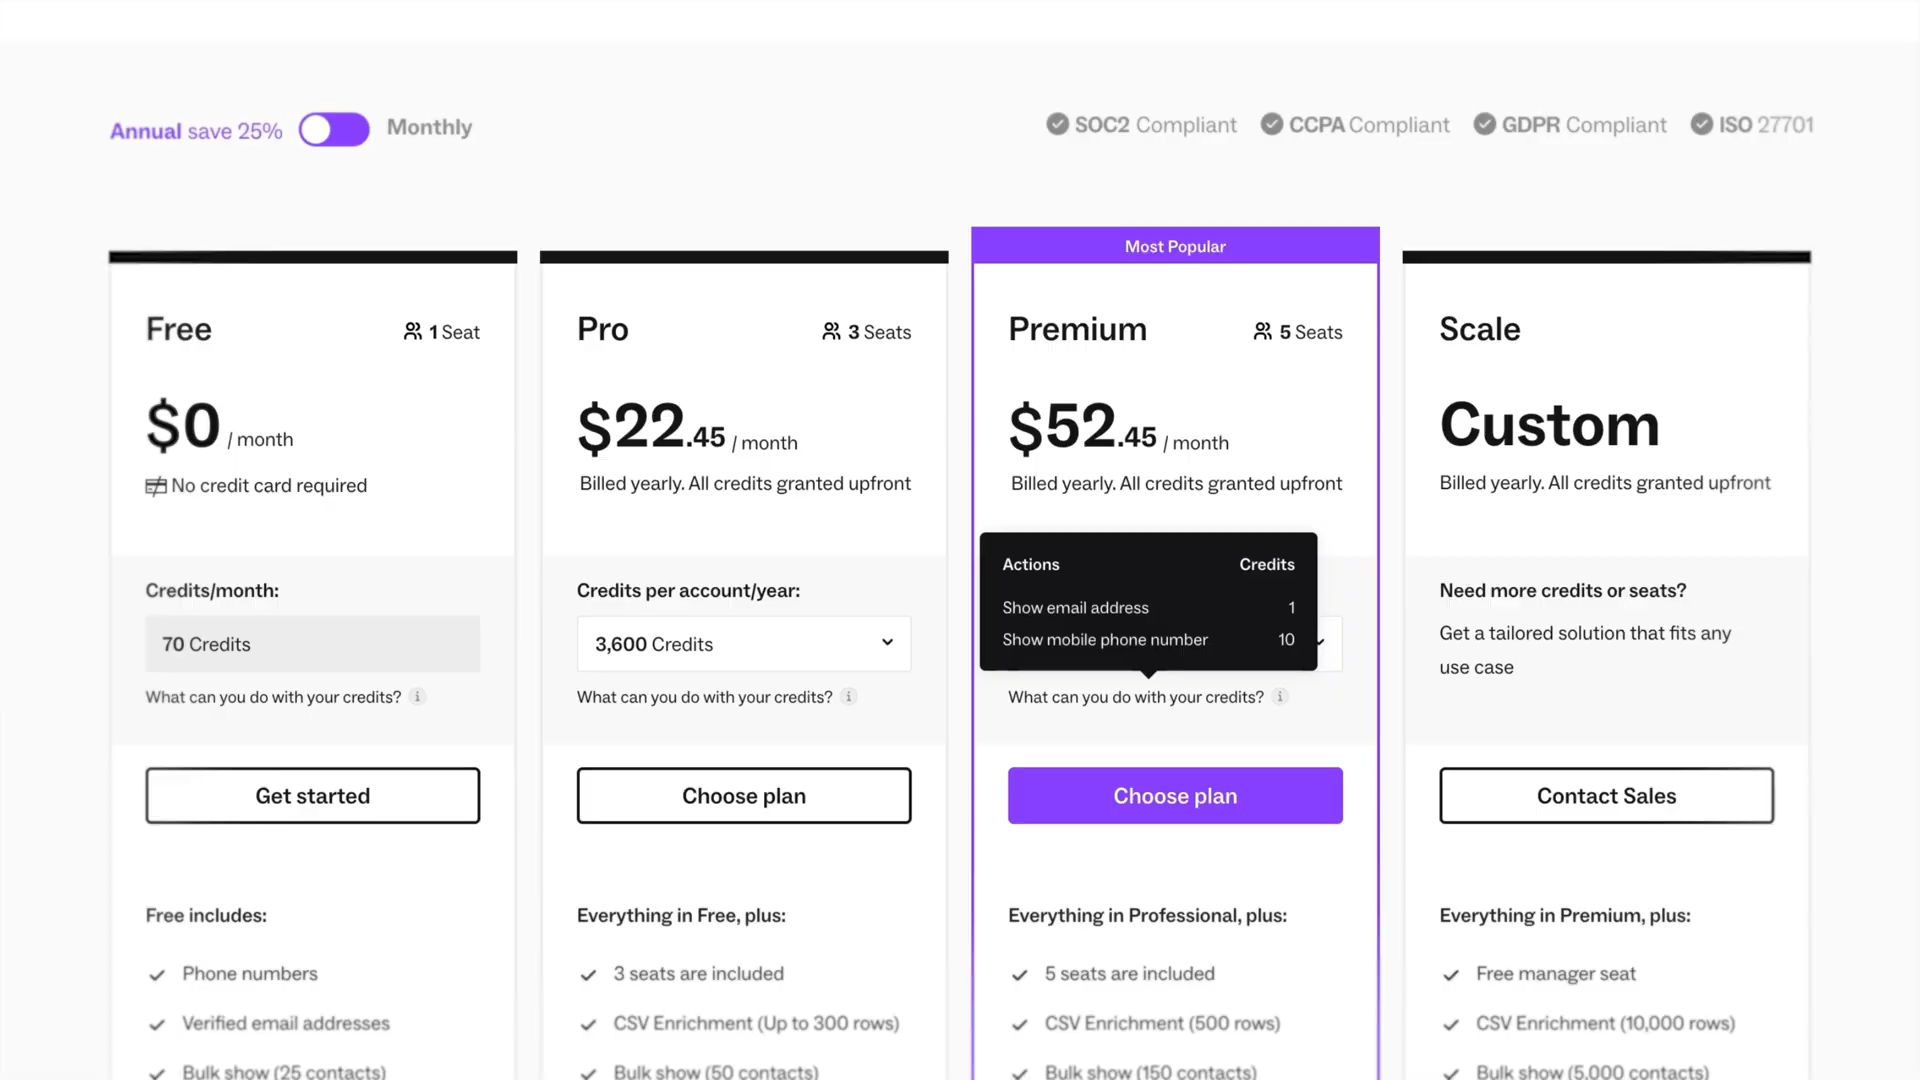 Annual save 25% Monthly
SOC2 Compliant CCPA Compliant GDPR Compliant ISO 27701
Free 1 Seat
$0 / month
No credit card required
Credits/month:
70 Credits
What can you do with your credits?
Get started
Free includes:
Phone numbers
Verified email addresses
Bulk show (25 contacts)
Pro 3 Seats
$22.45 / month
Billed yearly. All credits granted upfront
Credits per account/year:
3,600 Credits
What can you do with your credits?
Choose plan
Everything in Free, plus:
3 seats are included
CSV Enrichment (Up to 300 rows)
Bulk show (50 contacts)
Most Popular
Premium 5 Seats
$52.45 / month
Billed yearly. All credits granted upfront
Actions Credits
Show email address 1
Show mobile phone number 10
What can you do with your credits?
Choose plan
Everything in Professional, plus:
5 seats are included
CSV Enrichment (500 rows)
Bulk show (150 contacts)
Scale
Custom
Billed yearly. All credits granted upfront
Need more credits or seats?
Get a tailored solution that fits any
use case
Contact Sales
Everything in Premium, plus:
Free manager seat
CSV Enrichment (10,000 rows)
Bulk show (5,000 contacts)